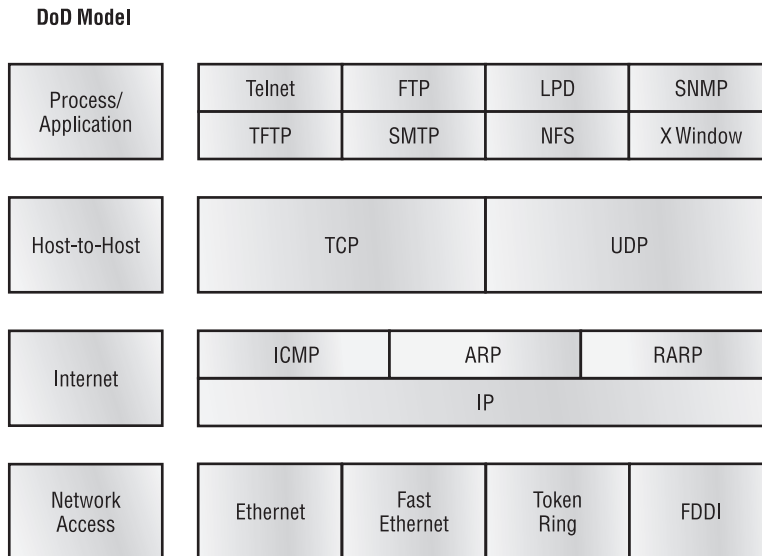 DoD Model
Process/
Application
Telnet FTP LPD SNMP
TFTP SMTP NFS X Window
Host-to-Host
TCP UDP
Internet
ICMP ARP RARP
IP
Network
Access
Ethernet
Fast
Ethernet
Token
Ring
FDDI